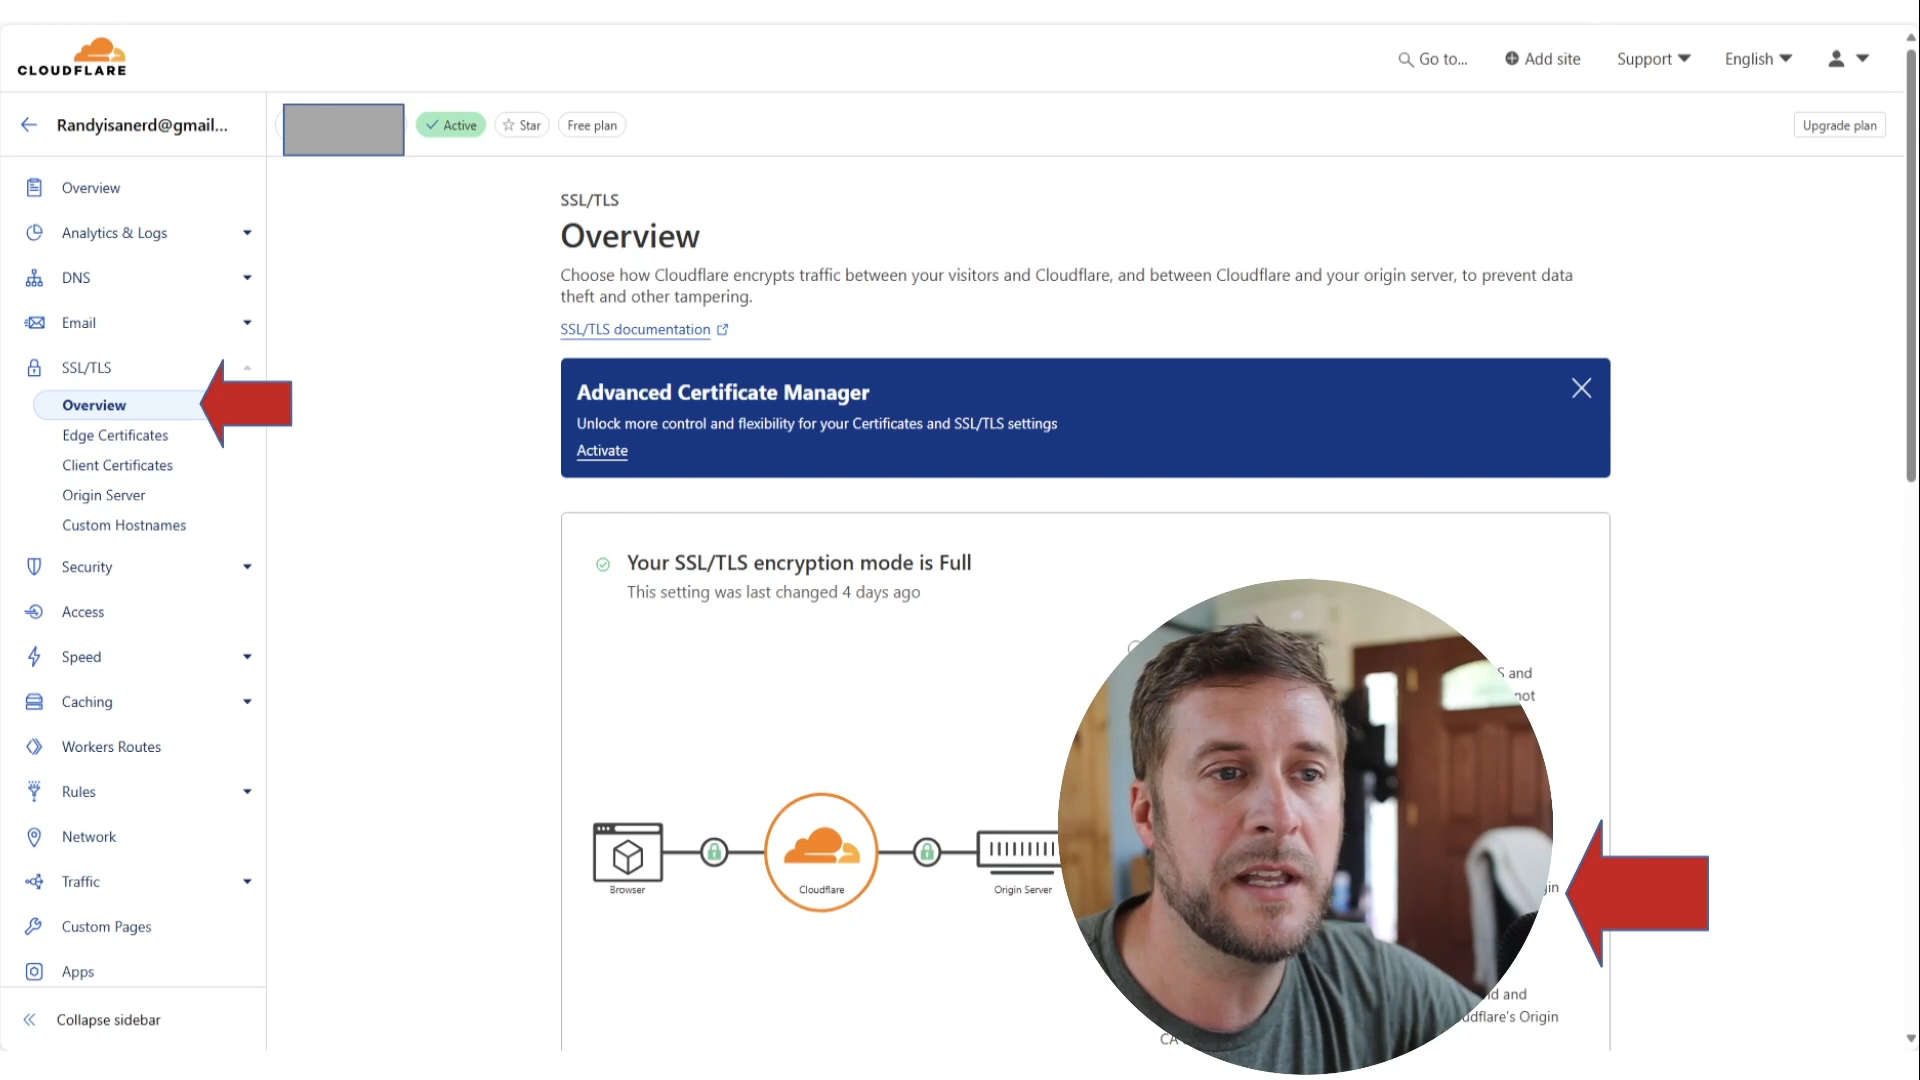 CLOUDFLARE
Go to...
Add site
Support
English
Randyisanerd@gmail...
Active
Star
Free plan
Upgrade plan
Overview
Analytics & Logs
DNS
Email
SSL/TLS
Overview
Edge Certificates
Client Certificates
Origin Server
Custom Hostnames
Security
Access
Speed
Caching
Workers Routes
Rules
Network
Traffic
Custom Pages
Apps
Collapse sidebar
SSL/TLS
Overview
Choose how Cloudflare encrypts traffic between your visitors and Cloudflare, and between Cloudflare and your origin server, to prevent data
theft and other tampering.
SSL/TLS documentation
Advanced Certificate Manager
Unlock more control and flexibility for your Certificates and SSL/TLS settings
Activate
Your SSL/TLS encryption mode is Full
This setting was last changed 4 days ago
and
not
Browser
Cloudflare
Origin Server
and
Origin
CA